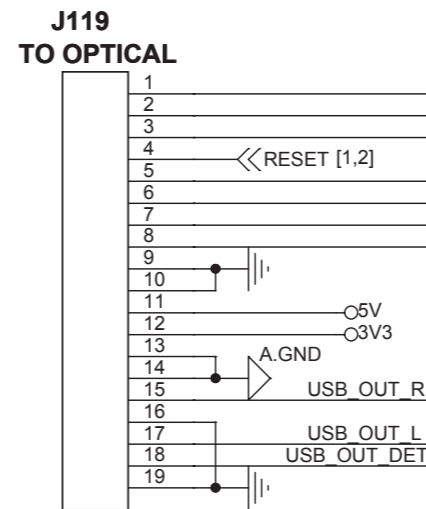 J119
TO OPTICAL
1
2
3
4
RESET [1,2]
5
6
7
8
9
10
11
5V
12
3V3
13
A.GND
14
15
USB_OUT_R
16
17
USB_OUT_L
18
USB_OUT_DET
19